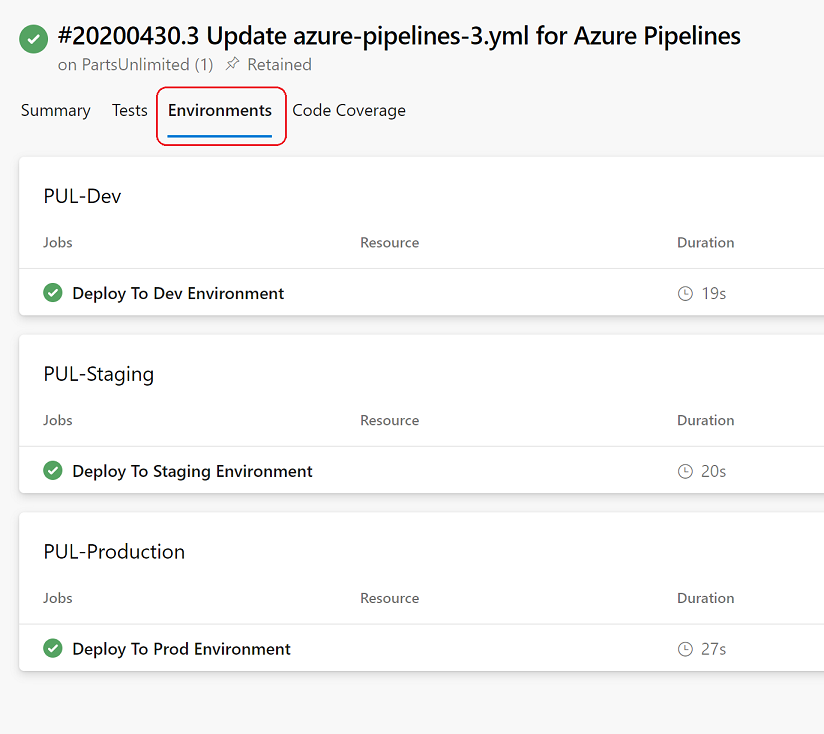 #20200430.3 Update azure-pipelines-3.yml for Azure Pipelines
on PartsUnlimited (1) Retained
Summary Tests Environments Code Coverage
PUL-Dev
Jobs Resource Duration
Deploy To Dev Environment 19s
PUL-Staging
Jobs Resource Duration
Deploy To Staging Environment 20s
PUL-Production
Jobs Resource Duration
Deploy To Prod Environment 27s